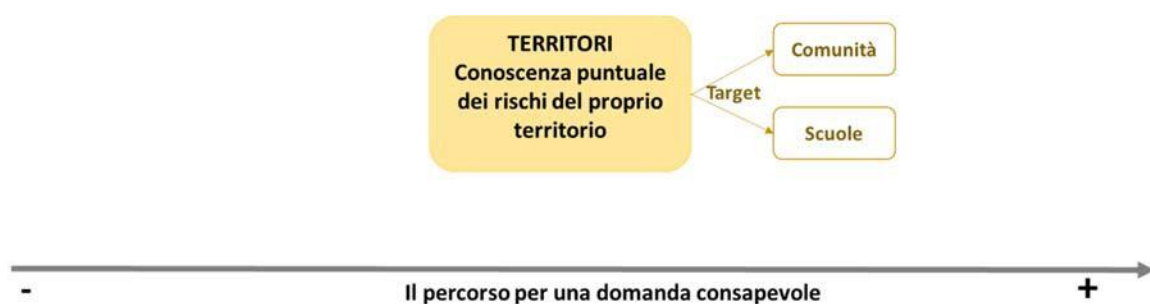 TERRITORI
Conoscenza puntuale
dei rischi del proprio
territorio
Target
Comunità
Scuole
-
Il percorso per una domanda consapevole
+